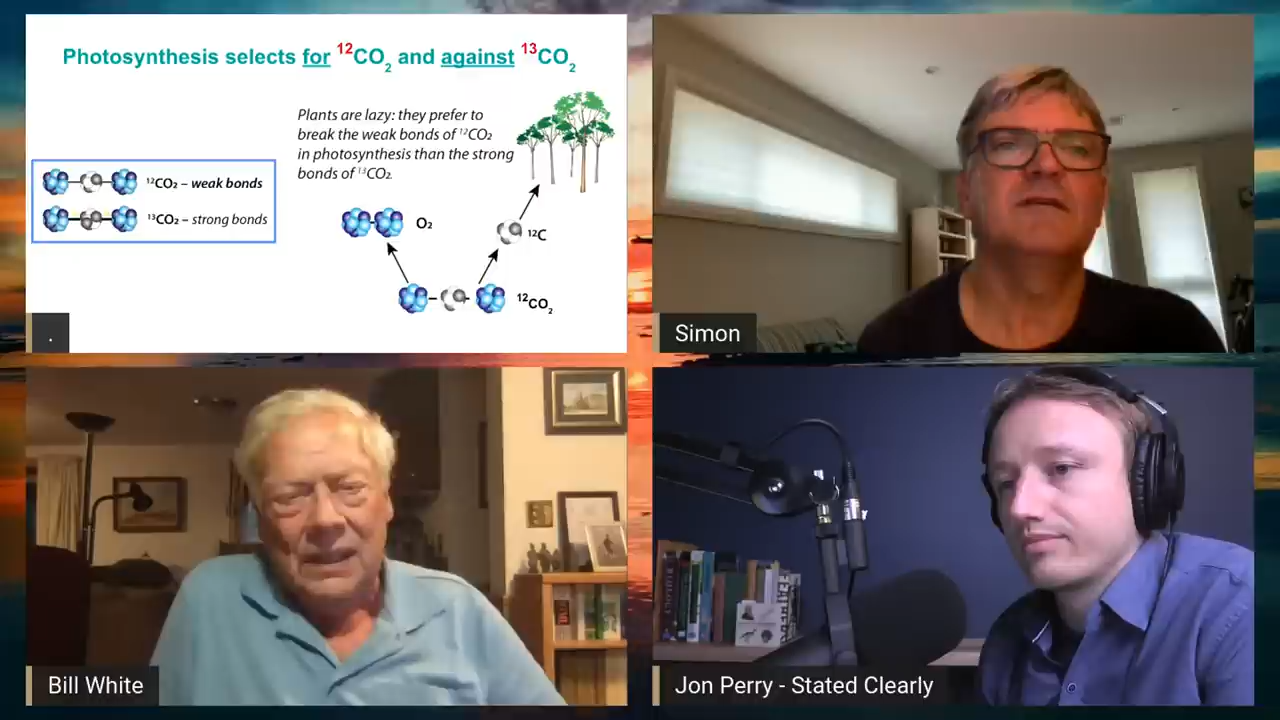 Photosynthesis selects for ¹²CO₂ and against ¹³CO₂
Plants are lazy: they prefer to
break the weak bonds of ¹²CO₂
in photosynthesis than the strong
bonds of ¹³CO₂.
¹²CO₂ – weak bonds
¹³CO₂ – strong bonds
O₂
¹²C
¹²CO₂
.
Simon
Bill White
Jon Perry - Stated Clearly